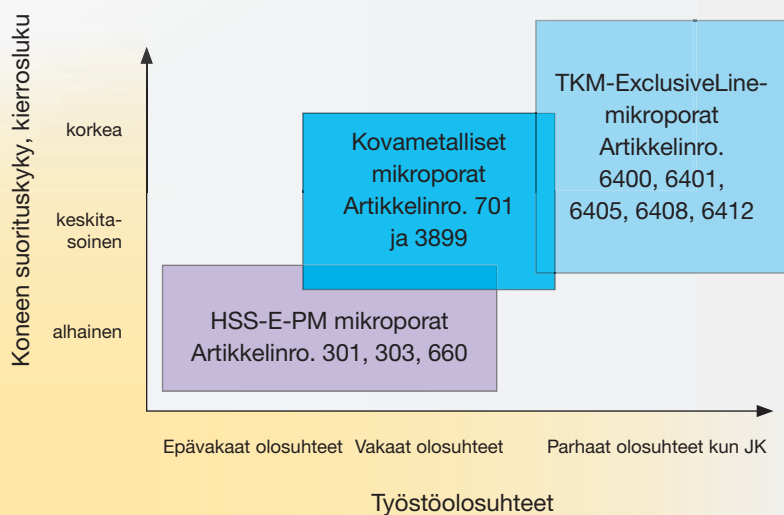 Koneen suorituskyky, kierrosluku
korkea
keskita-
soinen
alhainen
TKM-ExclusiveLine-
mikroporat
Artikkelinro.
6400, 6401,
6405, 6408, 6412
Kovametalliset
mikroporat
Artikkelinro. 701
ja 3899
HSS-E-PM mikroporat
Artikkelinro. 301, 303, 660
Epävakaat olosuhteet
Vakaat olosuhteet
Parhaat olosuhteet kun JK
Työstöolosuhteet